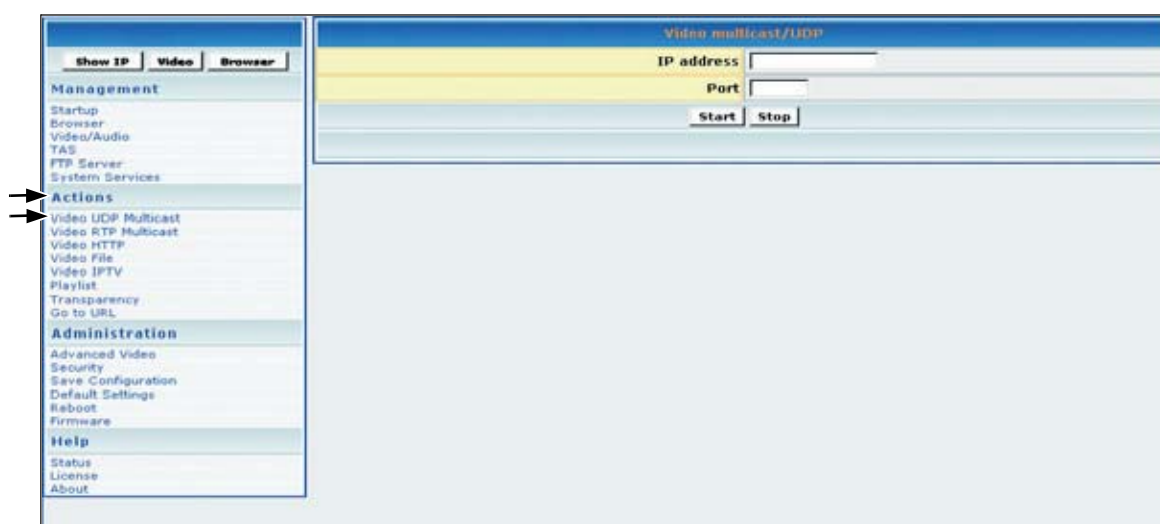 Show IP Video Browser
Management
Startup
Browser
Video/Audio
TAS
FTP Server
System Services
Actions
Video UDP Multicast
Video RTP Multicast
Video HTTP
Video File
Video IPTV
Playlist
Transparency
Go to URL
Administration
Advanced Video
Security
Save Configuration
Default Settings
Reboot
Firmware
Help
Status
License
About
Video multicast/UDP
IP address
Port
Start Stop